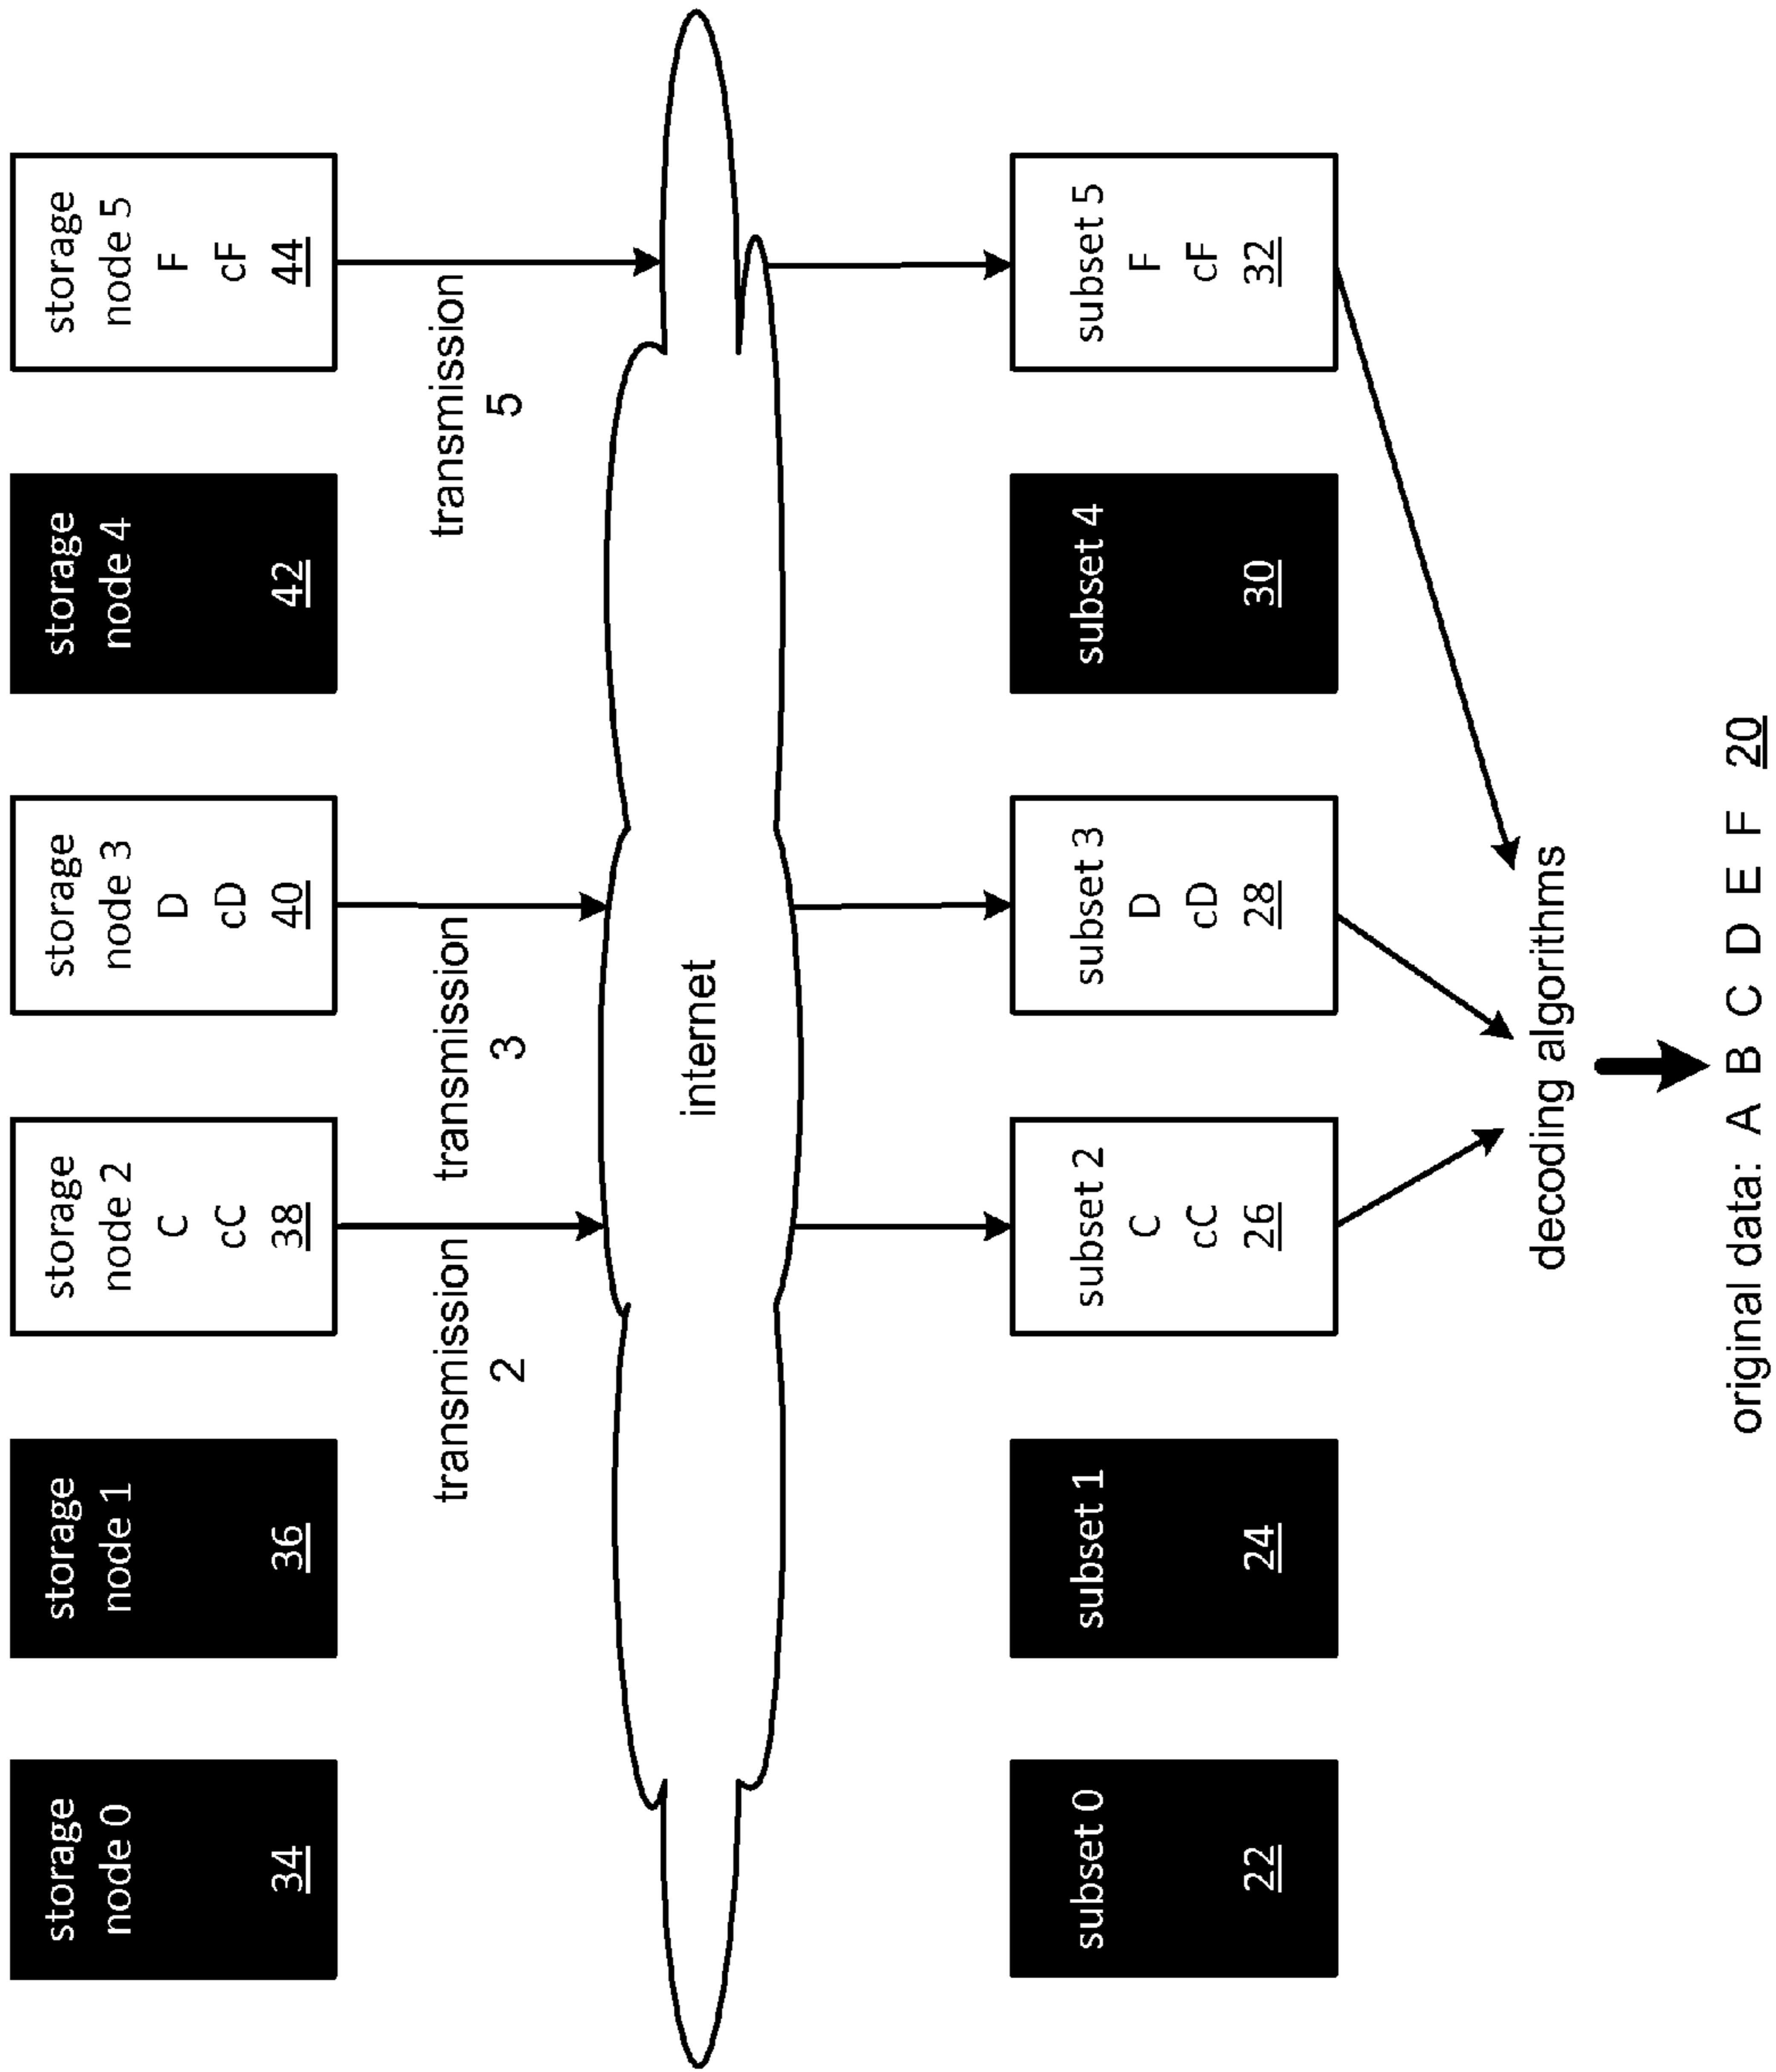 storage
node 0
34
storage
node 1
36
storage
node 2
C
cC
38
storage
node 3
D
cD
40
storage
node 4
42
storage
node 5
F
cF
44
transmission
2
transmission
3
transmission
5
internet
subset 0
22
subset 1
24
subset 2
C
cC
26
subset 3
D
cD
28
subset 4
30
subset 5
F
cF
32
decoding algorithms
original data: A B C D E F 20